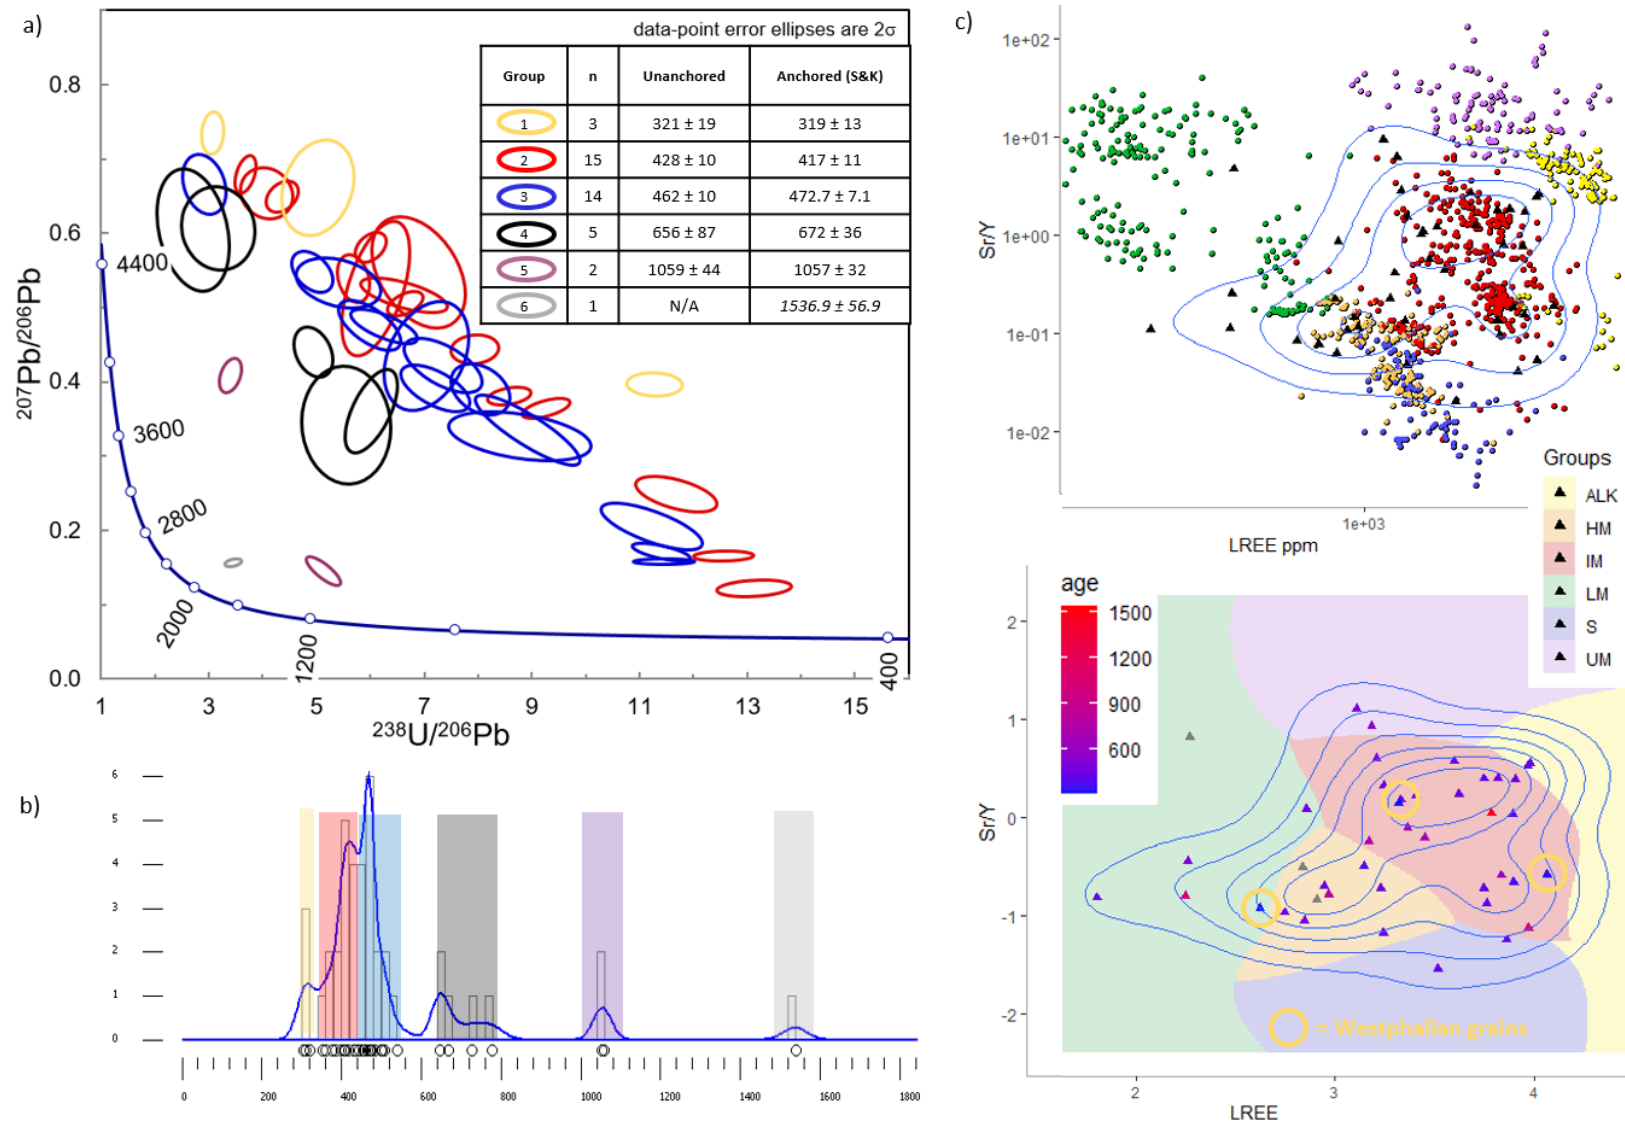 a)
data-point error ellipses are 2σ
Group n Unanchored Anchored (S&K)
1 3 321 ± 19 319 ± 13
2 15 428 ± 10 417 ± 11
3 14 462 ± 10 472.7 ± 7.1
4 5 656 ± 87 672 ± 36
5 2 1059 ± 44 1057 ± 32
6 1 N/A 1536.9 ± 56.9
207Pb/206Pb
0.8
0.6
0.4
0.2
0.0
4400
3600
2800
2000
1200
400
1 3 5 7 9 11 13 15
238U/206Pb
b)
6
5
4
3
2
1
0
0 200 400 600 800 1000 1200 1400 1600 1800
c)
Sr/Y
1e+02
1e+01
1e+00
1e-01
1e-02
1e+03
LREE ppm
Groups
ALK
HM
IM
LM
S
UM
age
1500
1200
900
600
Sr/Y
2
1
0
-1
-2
= Westphalian grains
2 3 4
LREE